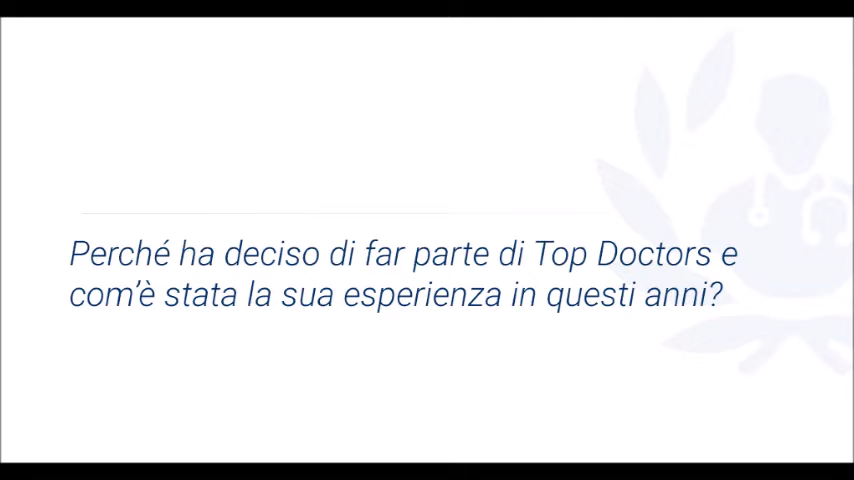 Perché ha deciso di far parte di Top Doctors e
com’è stata la sua esperienza in questi anni?